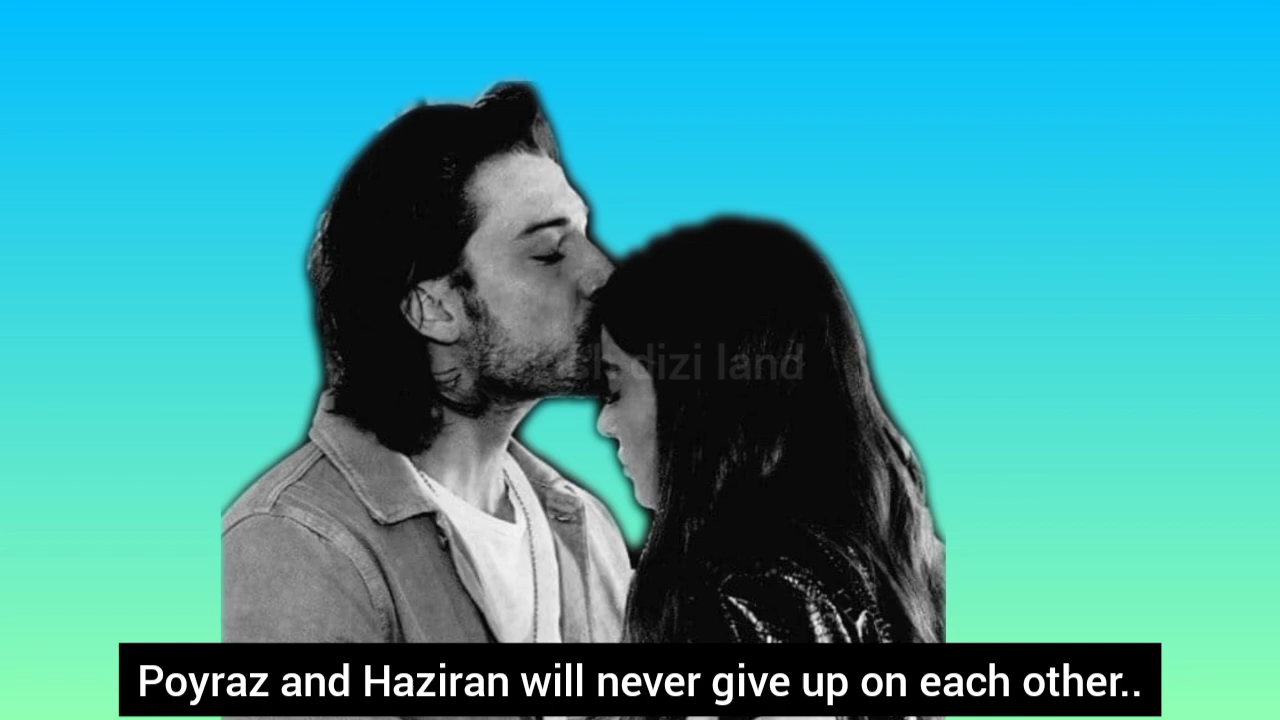 dizi land
Poyraz and Haziran will never give up on each other..